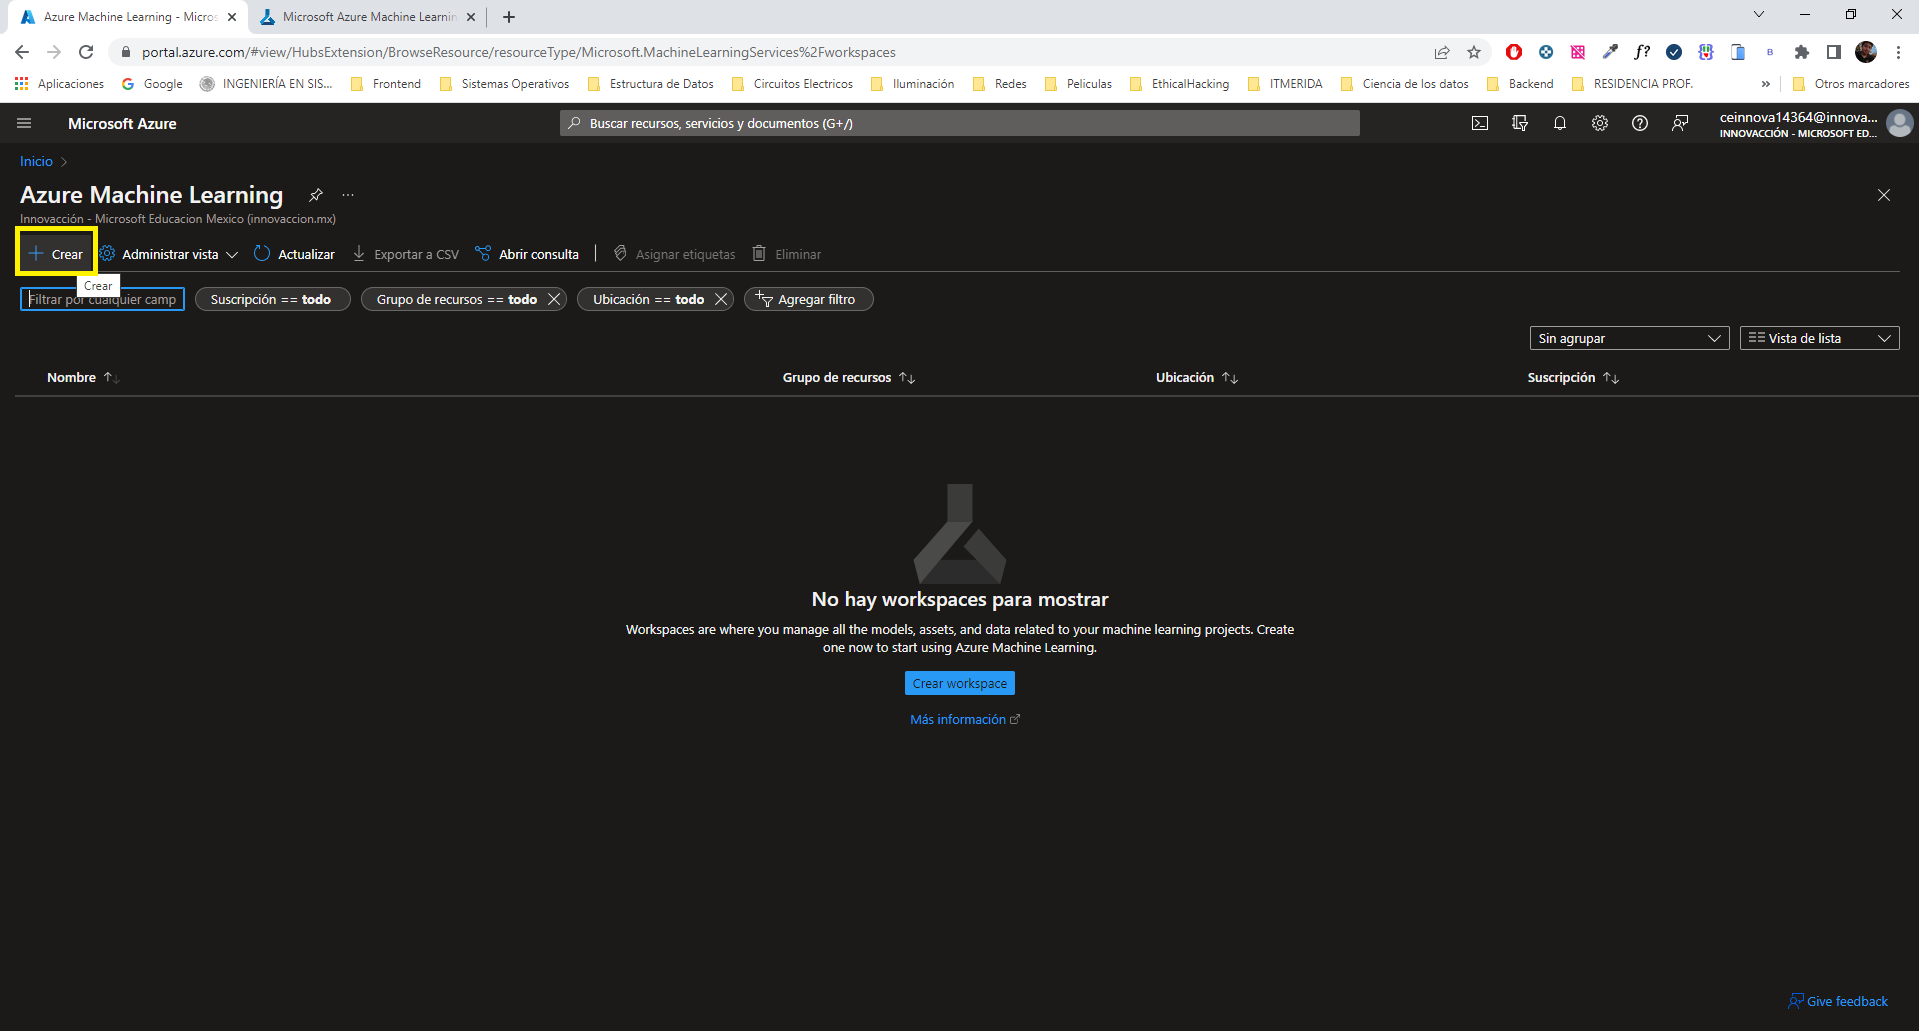 Azure Machine Learning - Micros
Microsoft Azure Machine Learnin
portal.azure.com/#view/HubsExtension/BrowseResource/resourceType/Microsoft.MachineLearningServices%2Fworkspaces
f?
B
Aplicaciones
Google
INGENIERÍA EN SIS...
Frontend
Sistemas Operativos
Estructura de Datos
Circuitos Electricos
Iluminación
Redes
Peliculas
EthicalHacking
ITMERIDA
Ciencia de los datos
Backend
RESIDENCIA PROF.
»
Otros marcadores
Microsoft Azure
Buscar recursos, servicios y documentos (G+/)
ceinnova14364@innova...
INNOVACCIÓN - MICROSOFT ED...
Inicio
Azure Machine Learning
...
Innovacción - Microsoft Educacion Mexico (innovaccion.mx)
Crear
Administrar vista
Actualizar
Exportar a CSV
Abrir consulta
Asignar etiquetas
Eliminar
Crear
Filtrar por cualquier camp
Suscripción == todo
Grupo de recursos == todo
Ubicación == todo
Agregar filtro
Sin agrupar
Vista de lista
Nombre
Grupo de recursos
Ubicación
Suscripción
No hay workspaces para mostrar
Workspaces are where you manage all the models, assets, and data related to your machine learning projects. Create
one now to start using Azure Machine Learning.
Crear workspace
Más información
Give feedback